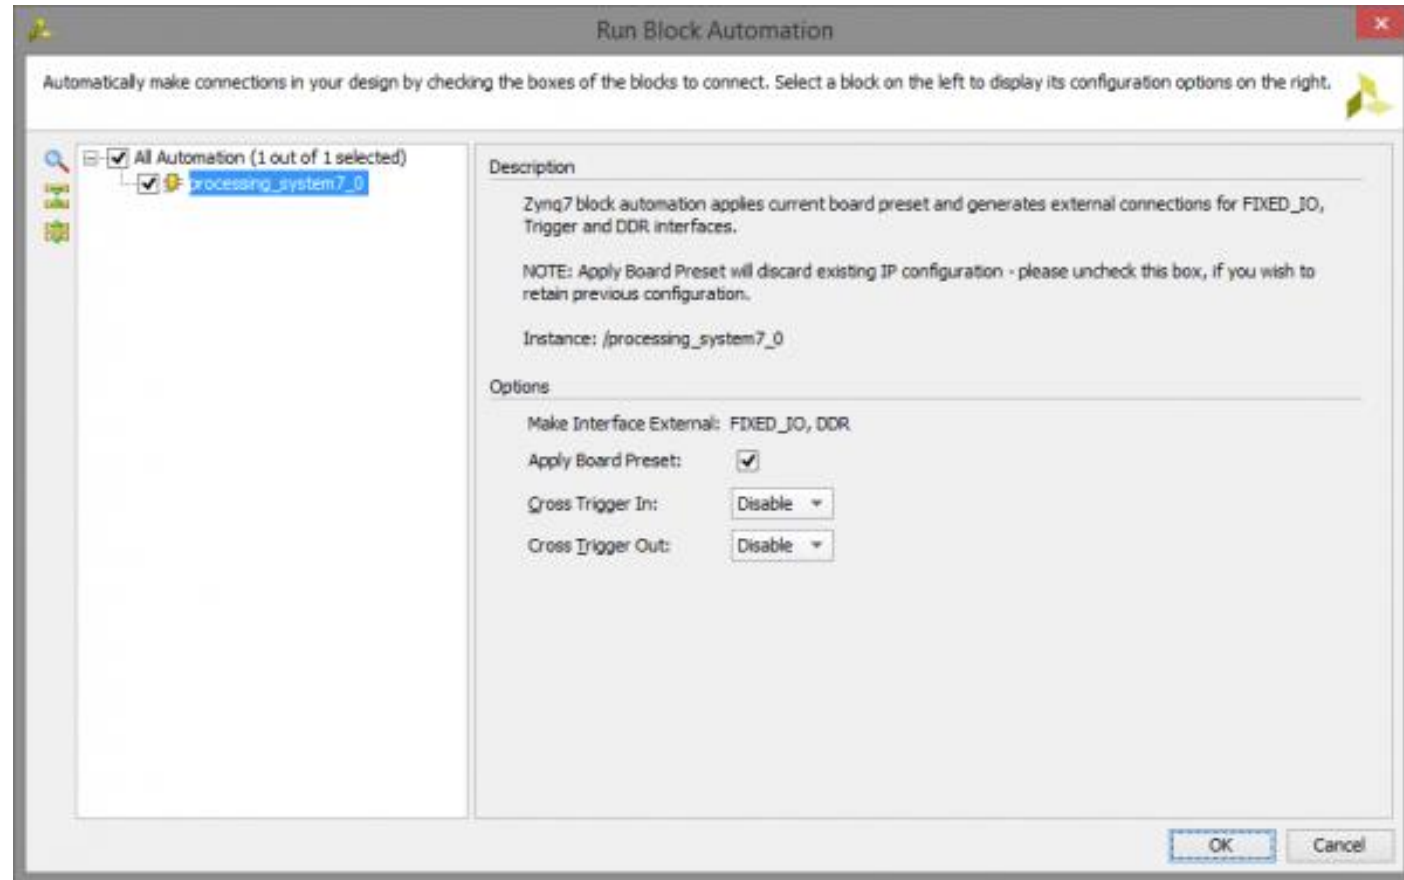 Run Block Automation
Automatically make connections in your design by checking the boxes of the blocks to connect. Select a block on the left to display its configuration options on the right.
All Automation (1 out of 1 selected)
processing_system7_0
Description
Zynq7 block automation applies current board preset and generates external connections for FIXED_IO,
Trigger and DDR interfaces.
NOTE: Apply Board Preset will discard existing IP configuration - please uncheck this box, if you wish to
retain previous configuration.
Instance: /processing_system7_0
Options
Make Interface External: FIXED_IO, DDR
Apply Board Preset:
Cross Trigger In: Disable
Cross Trigger Out: Disable
OK Cancel